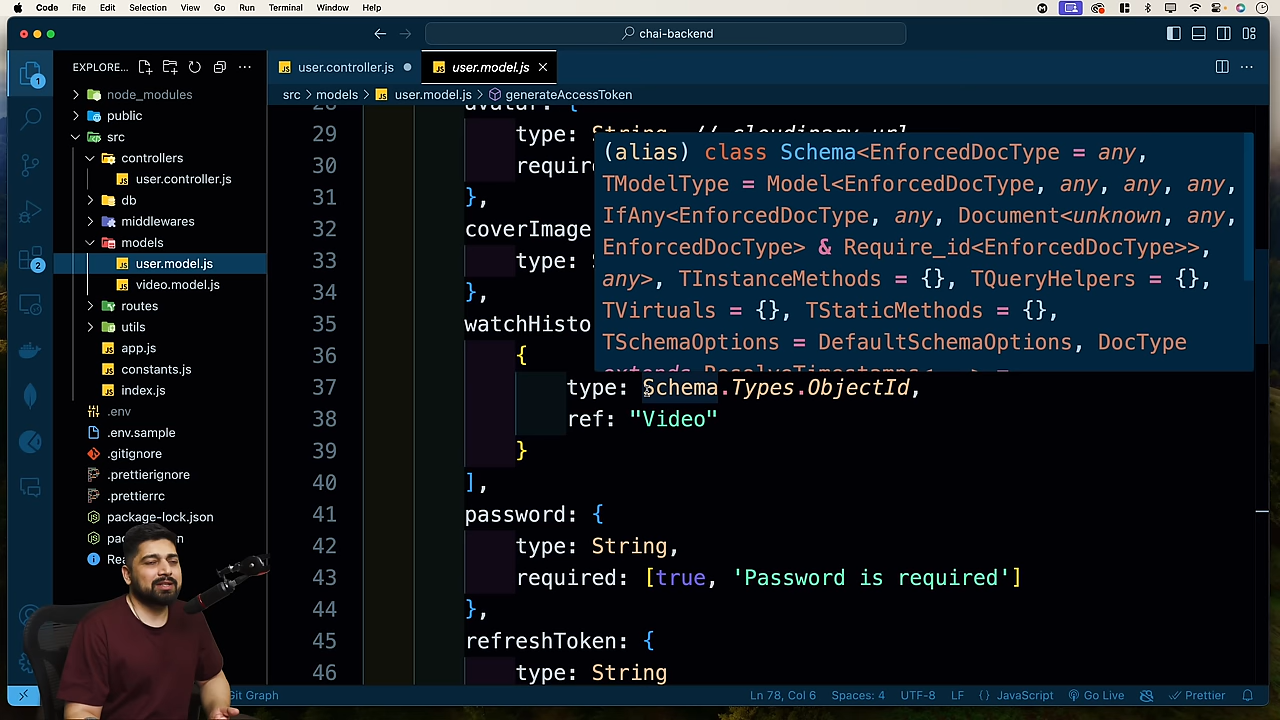 Code File Edit Selection View Go Run Terminal Window Help
chai-backend
EXPLORE...
user.controller.js
user.model.js
src > models > user.model.js > generateAccessToken
node_modules
public
src
controllers
user.controller.js
db
middlewares
models
user.model.js
video.model.js
routes
utils
app.js
constants.js
index.js
.env
.env.sample
.gitignore
.prettierignore
.prettierrc
package-lock.json
1
2
29 type: String, // cloudinary url
30
31 },
32 coverImage
33 type:
34 },
35
36 {
37 type: Schema.Types.ObjectId,
38 ref: "Video"
39 }
40 ],
41 password: {
42 type: String,
43 required: [true, 'Password is required']
44 },
45 refreshToken: {
46 type: String
(alias) class Schema<EnforcedDocType = any,
TModelType = Model<EnforcedDocType, any, any, any,
IfAny<EnforcedDocType, any, Document<unknown, any,
EnforcedDocType> & Require_id<EnforcedDocType>>,
any>, TInstanceMethods = {}, TQueryHelpers = {},
TVirtuals = {}, TStaticMethods = {},
TSchemaOptions = DefaultSchemaOptions, DocType
Git Graph
Ln 78, Col 6 Spaces: 4 UTF-8 LF {} JavaScript Go Live Prettier